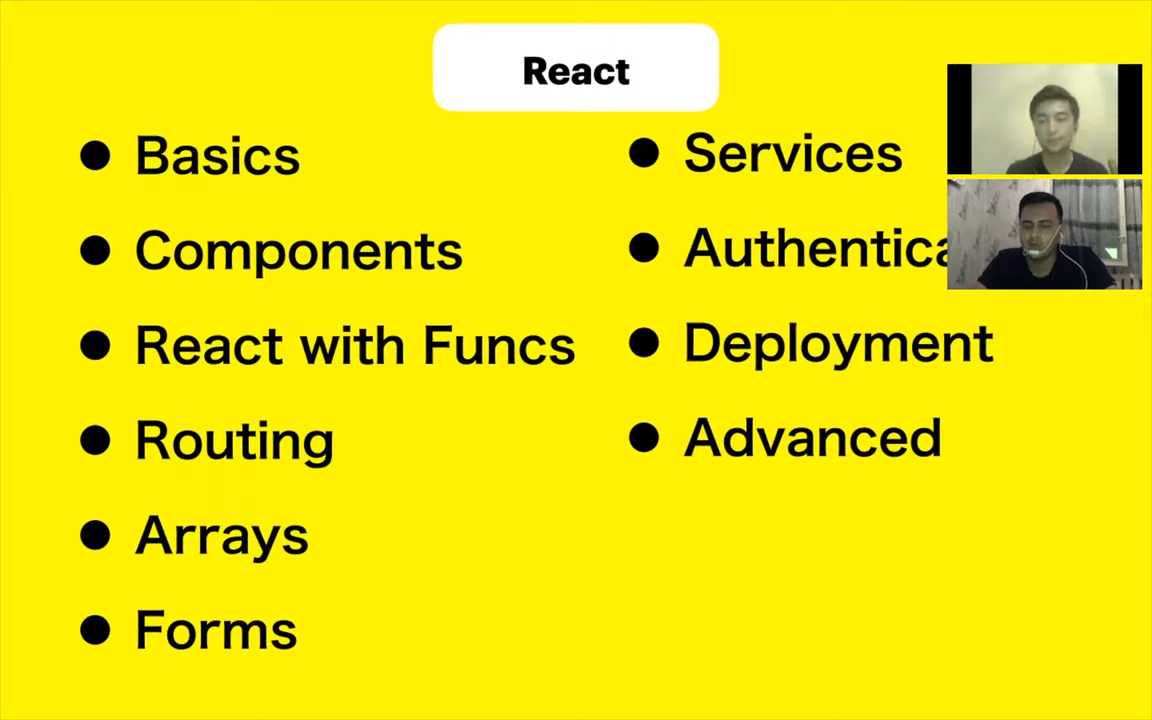 React
● Basics
● Components
● React with Funcs
● Routing
● Arrays
● Forms
● Services
● Deployment
● Advanced